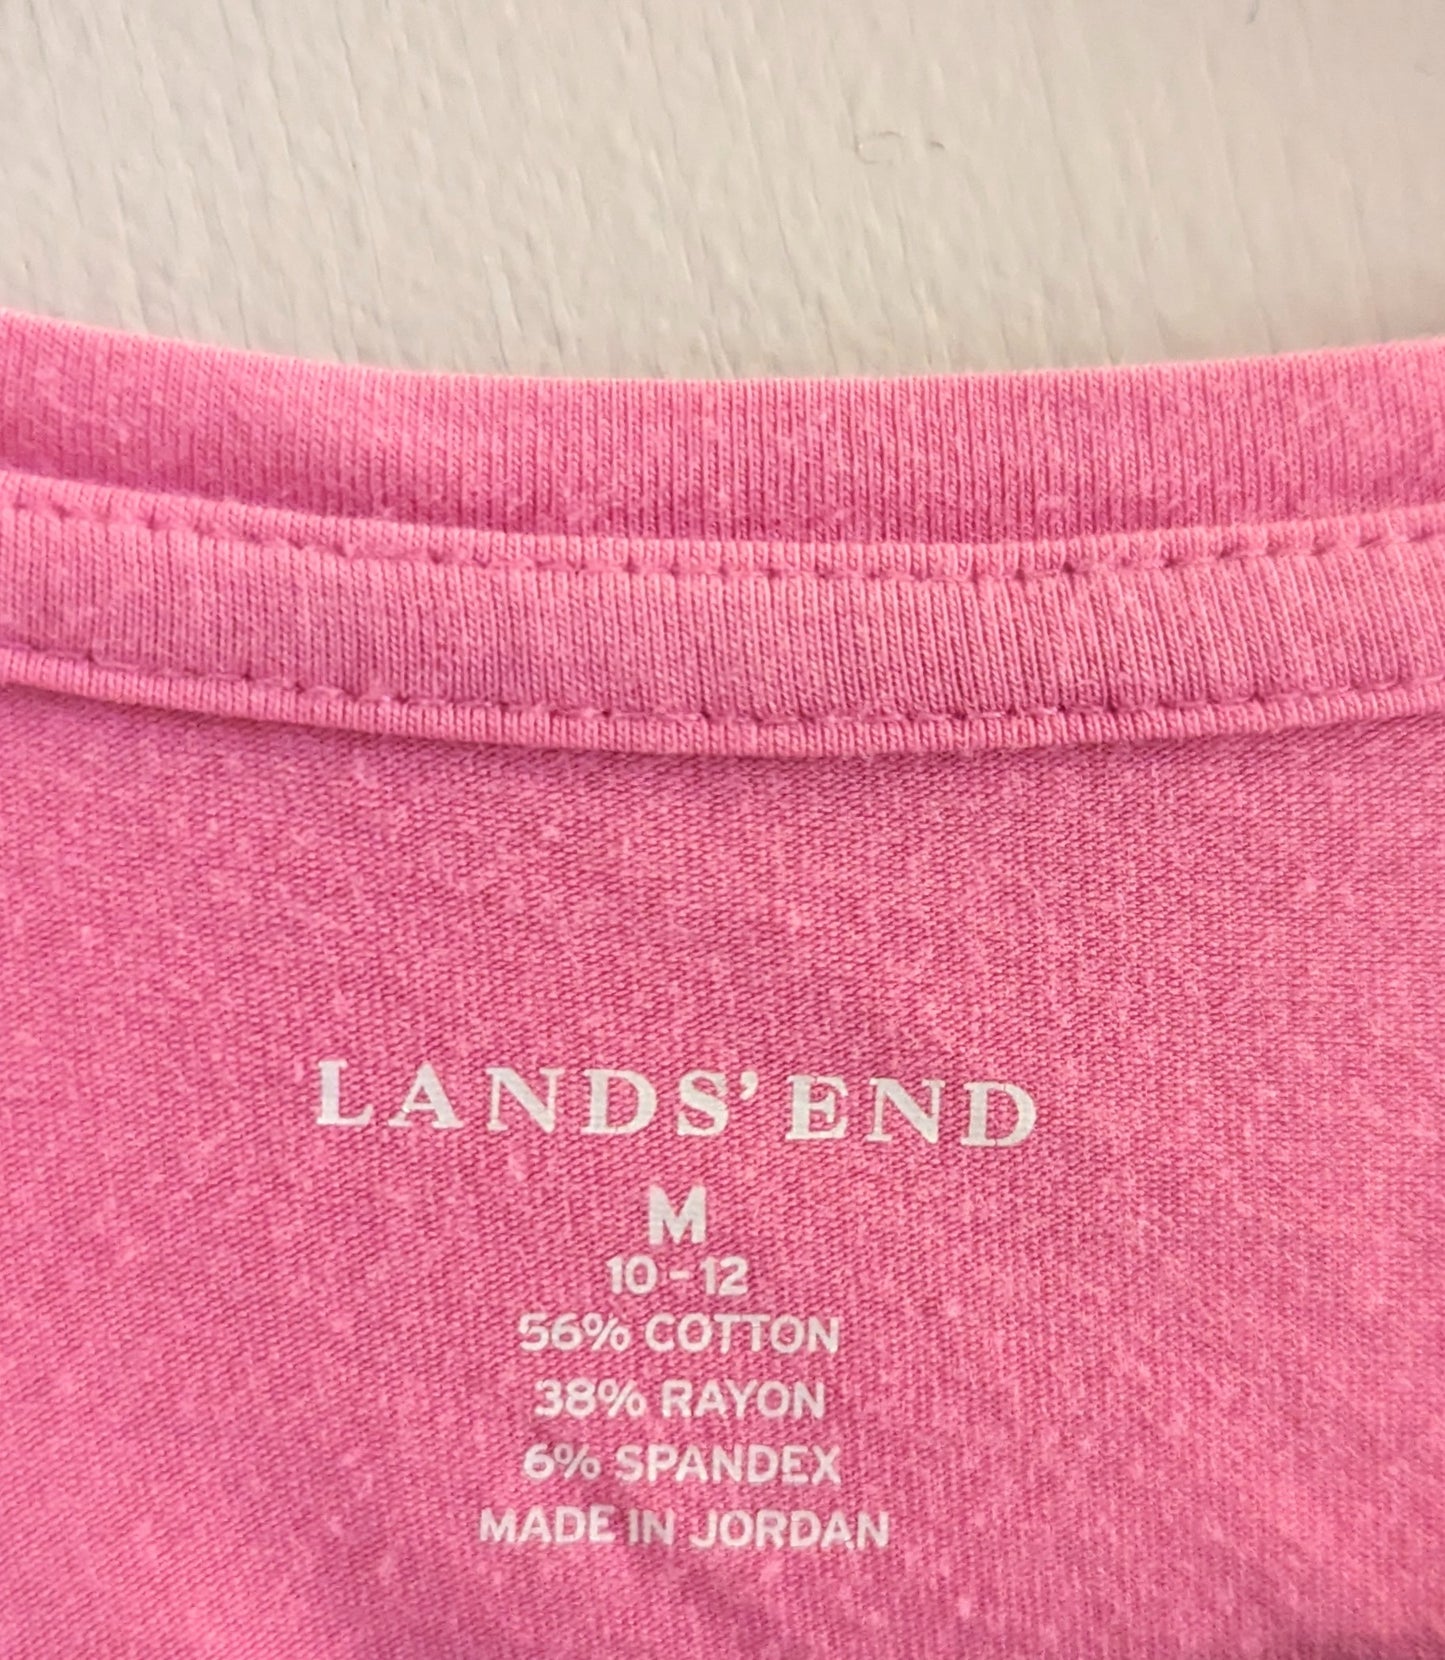 LANDS' END
M
10 - 12
56% COTTON
38% RAYON
6% SPANDEX
MADE IN JORDAN